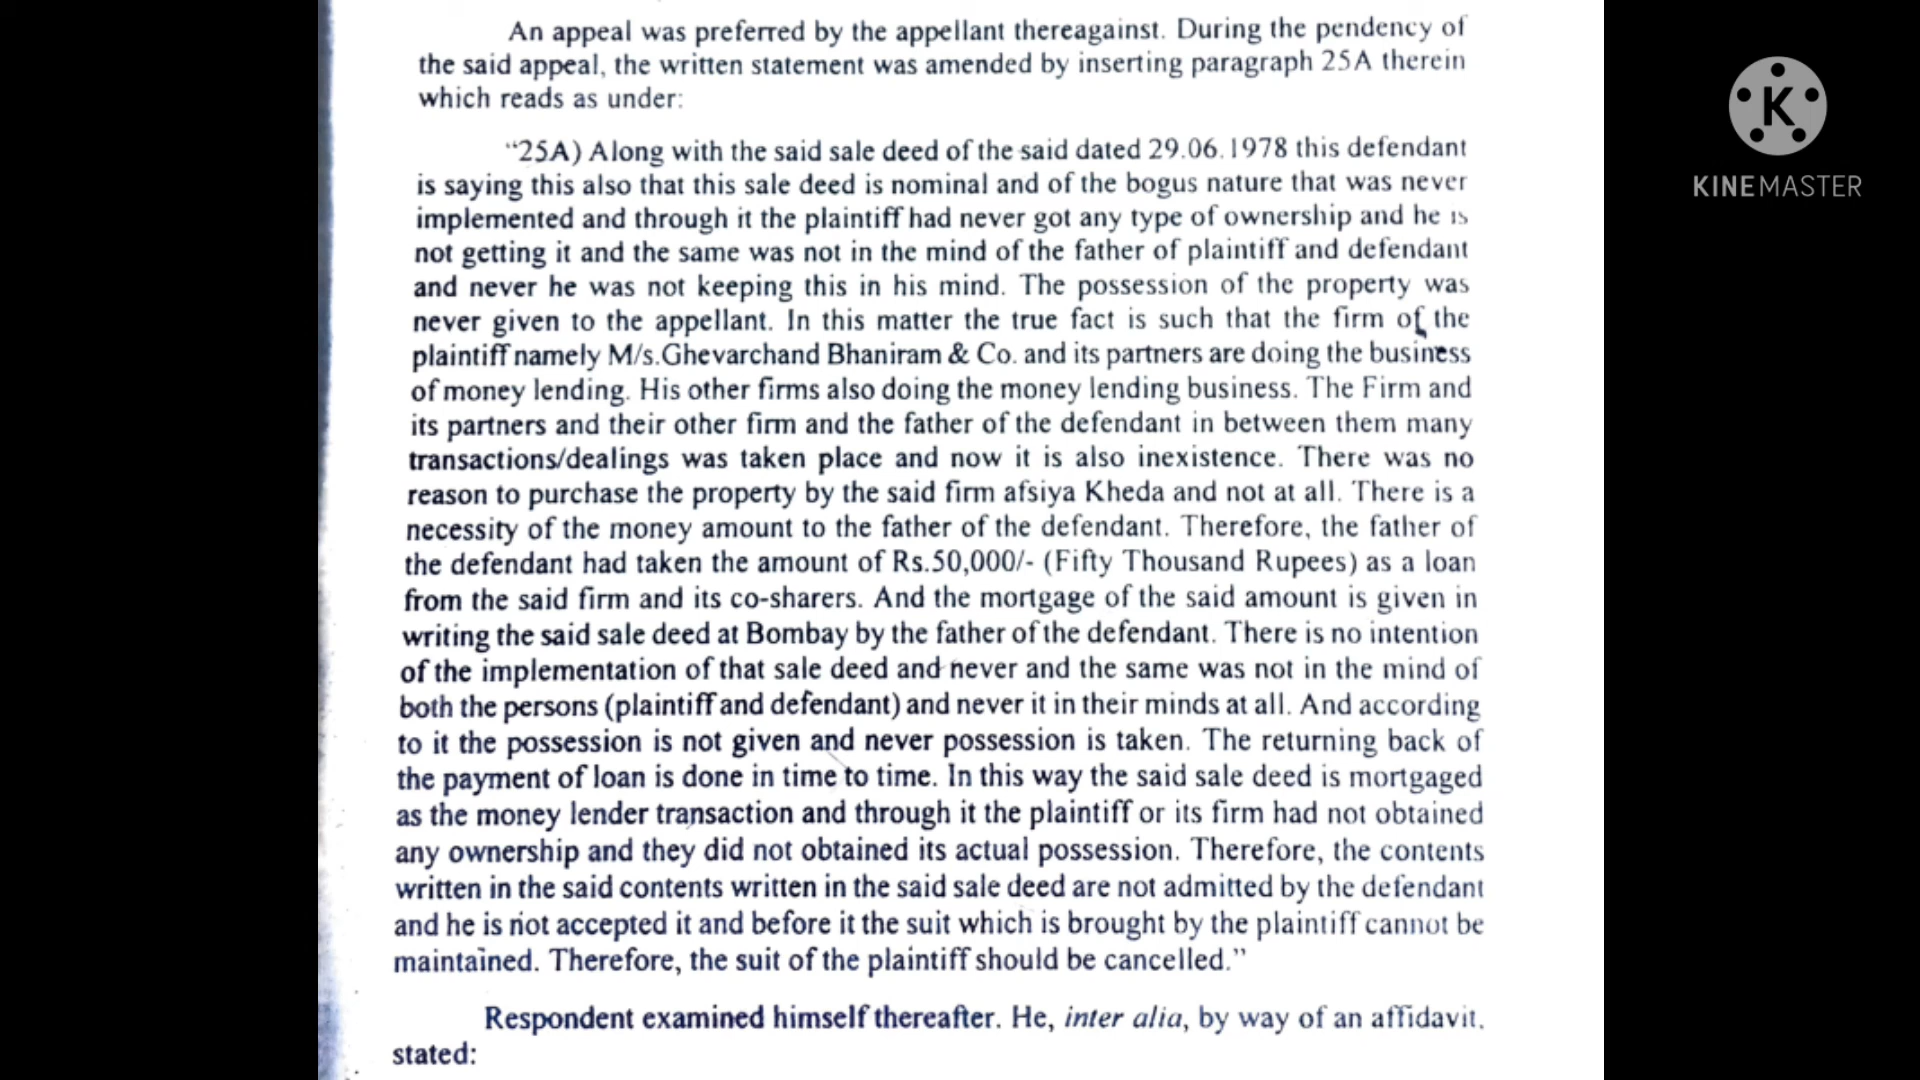 An appeal was preferred by the appellant thereagainst. During the pendency of
the said appeal, the written statement was amended by inserting paragraph 25A therein
which reads as under:
“25A) Along with the said sale deed of the said dated 29.06.1978 this defendant
is saying this also that this sale deed is nominal and of the bogus nature that was never
implemented and through it the plaintiff had never got any type of ownership and he is
not getting it and the same was not in the mind of the father of plaintiff and defendant
and never he was not keeping this in his mind. The possession of the property was
never given to the appellant. In this matter the true fact is such that the firm of the
plaintiff namely M/s.Ghevarchand Bhaniram & Co. and its partners are doing the business
of money lending. His other firms also doing the money lending business. The Firm and
its partners and their other firm and the father of the defendant in between them many
transactions/dealings was taken place and now it is also inexistence. There was no
reason to purchase the property by the said firm afsiya Kheda and not at all. There is a
necessity of the money amount to the father of the defendant. Therefore, the father of
the defendant had taken the amount of Rs.50,000/- (Fifty Thousand Rupees) as a loan
from the said firm and its co-sharers. And the mortgage of the said amount is given in
writing the said sale deed at Bombay by the father of the defendant. There is no intention
of the implementation of that sale deed and never and the same was not in the mind of
both the persons (plaintiff and defendant) and never it in their minds at all. And according
to it the possession is not given and never possession is taken. The returning back of
the payment of loan is done in time to time. In this way the said sale deed is mortgaged
as the money lender transaction and through it the plaintiff or its firm had not obtained
any ownership and they did not obtained its actual possession. Therefore, the contents
written in the said contents written in the said sale deed are not admitted by the defendant
and he is not accepted it and before it the suit which is brought by the plaintiff cannot be
maintained. Therefore, the suit of the plaintiff should be cancelled.”
Respondent examined himself thereafter. He, inter alia, by way of an affidavit,
stated:
K
KINEMASTER